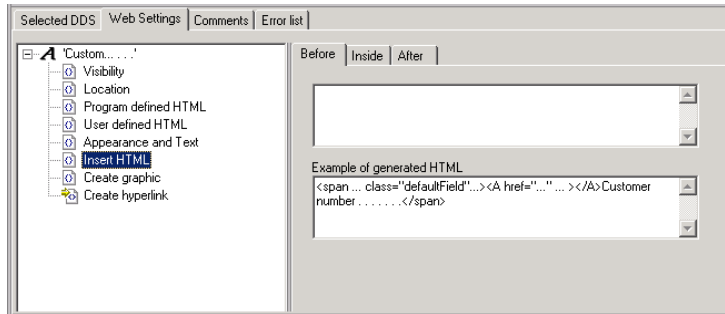 Selected DDS Web Settings Comments Error list
'Custom... . . .'
Visibility
Location
Program defined HTML
User defined HTML
Appearance and Text
Insert HTML
Create graphic
Create hyperlink
Before Inside After
Example of generated HTML
<span ... class="defaultField"...><A href="..." ... ></A>Customer
number . . . . . . .</span>